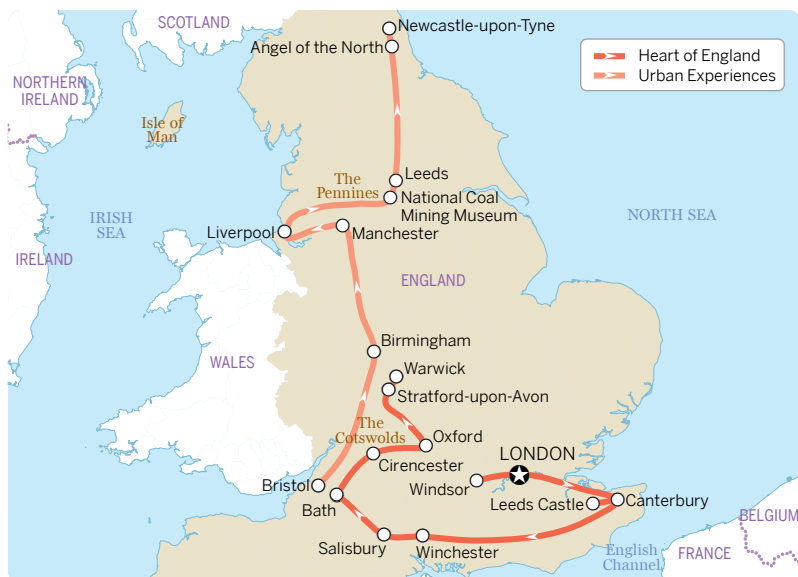 SCOTLAND
Newcastle-upon-Tyne
Angel of the North
Heart of England
Urban Experiences
NORTHERN
IRELAND
Isle of
Man
The
Pennines
Leeds
National Coal
Mining Museum
IRISH
SEA
NORTH SEA
Liverpool
Manchester
IRELAND
ENGLAND
Birmingham
WALES
Warwick
Stratford-upon-Avon
The
Cotswolds
Oxford
Cirencester
LONDON
Bristol
Windsor
Bath
Leeds Castle
Canterbury
BELGIUM
Salisbury
Winchester
English
Channel
FRANCE